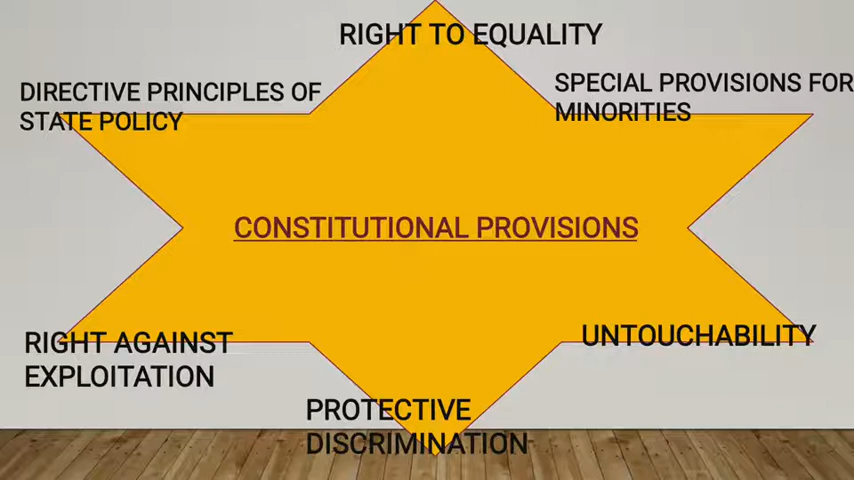 RIGHT TO EQUALITY
DIRECTIVE PRINCIPLES OF
STATE POLICY
SPECIAL PROVISIONS FOR
MINORITIES
CONSTITUTIONAL PROVISIONS
RIGHT AGAINST
EXPLOITATION
UNTOUCHABILITY
PROTECTIVE
DISCRIMINATION